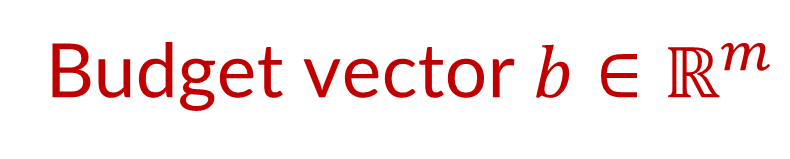 Budget vector 𝑏 ∈ ℝ^𝑚